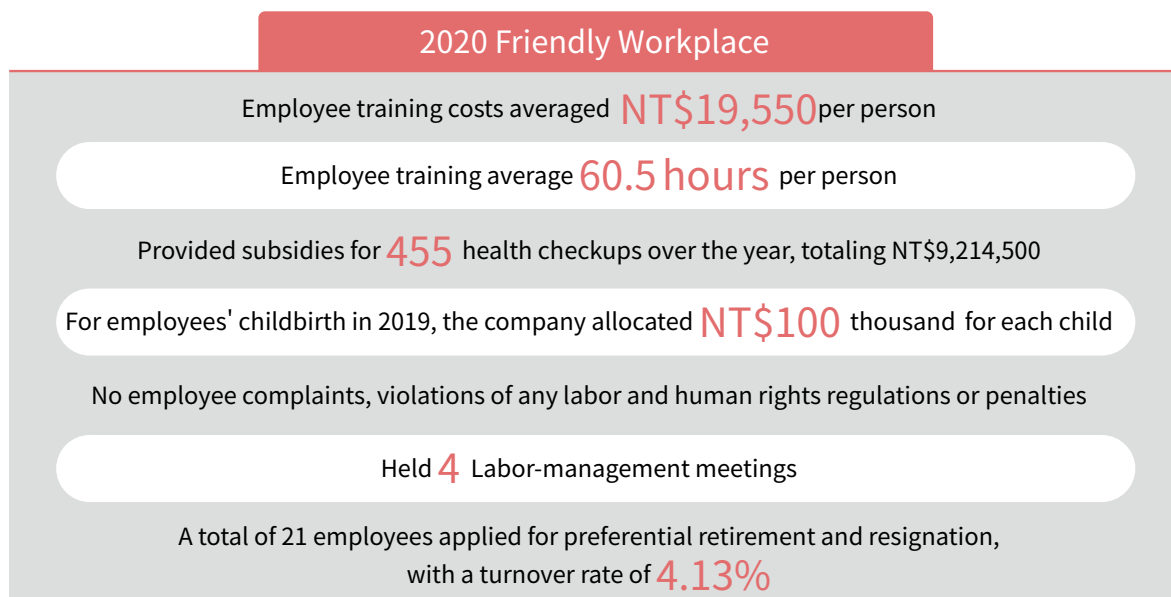 2020 Friendly Workplace
Employee training costs averaged NT$19,550 per person
Employee training average 60.5 hours per person
Provided subsidies for 455 health checkups over the year, totaling NT$9,214,500
For employees' childbirth in 2019, the company allocated NT$100 thousand for each child
No employee complaints, violations of any labor and human rights regulations or penalties
Held 4 Labor-management meetings
A total of 21 employees applied for preferential retirement and resignation,
with a turnover rate of 4.13%